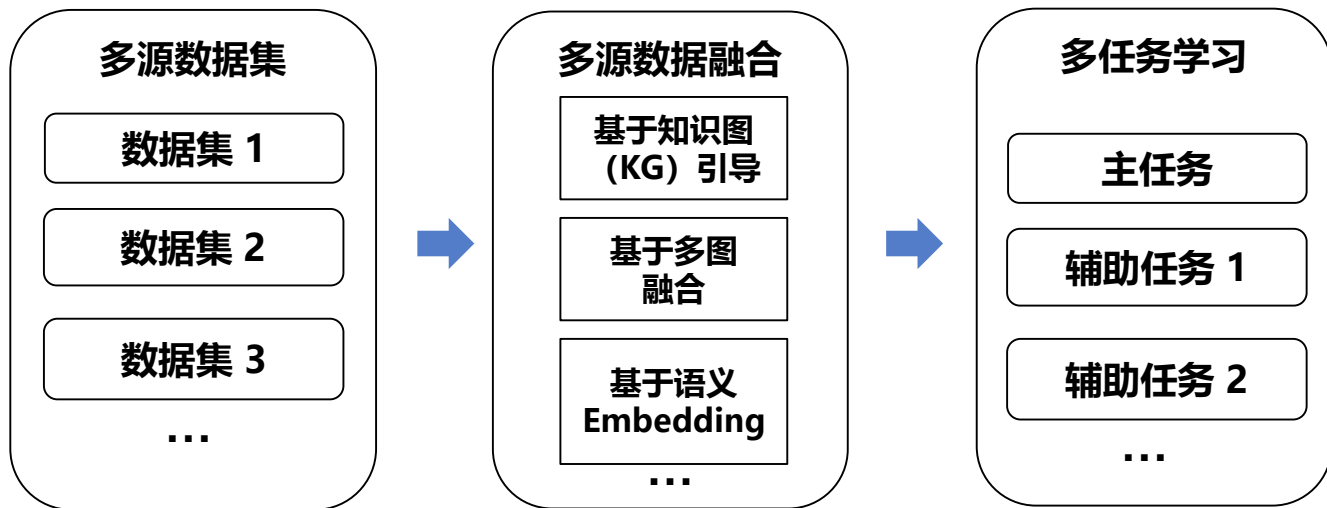 多源数据集
数据集 1
数据集 2
数据集 3
...
多源数据融合
基于知识图
（KG）引导
基于多图
融合
基于语义
Embedding
...
多任务学习
主任务
辅助任务 1
辅助任务 2
...